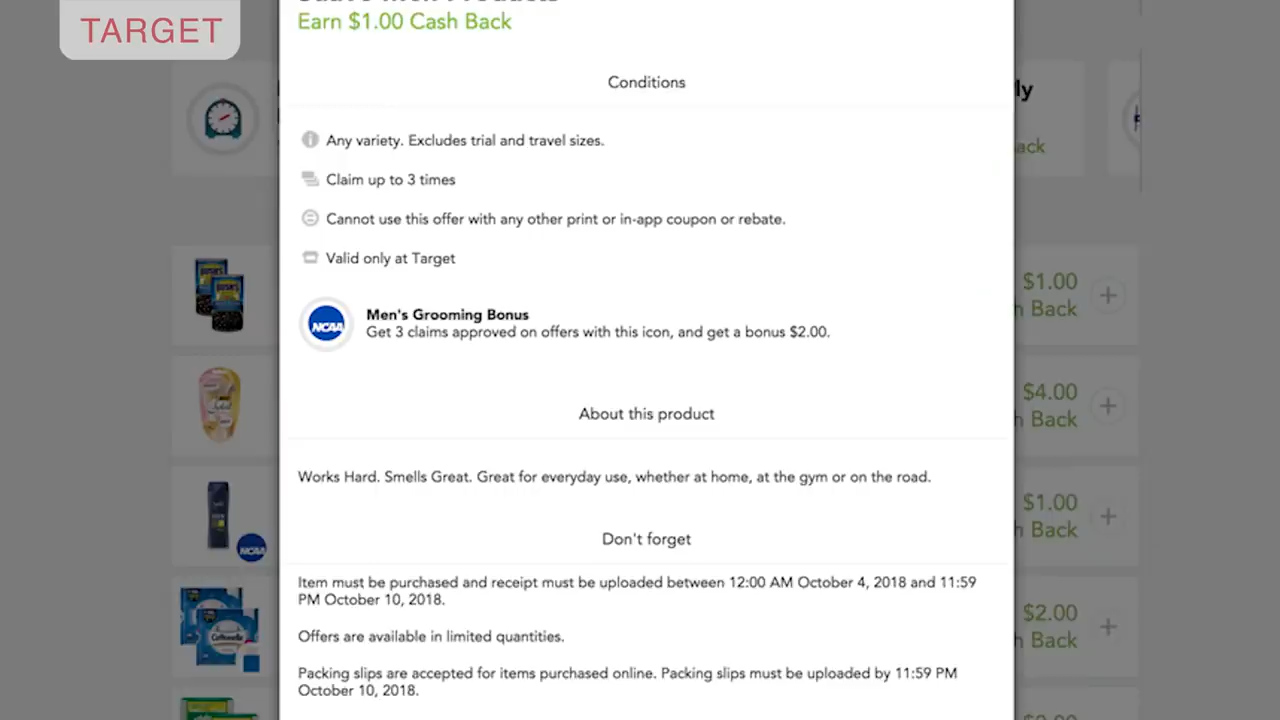 TARGET
Earn $1.00 Cash Back
Conditions
Any variety. Excludes trial and travel sizes.
Claim up to 3 times
Cannot use this offer with any other print or in-app coupon or rebate.
Valid only at Target
NCAA
Men's Grooming Bonus
Get 3 claims approved on offers with this icon, and get a bonus $2.00.
About this product
Works Hard. Smells Great. Great for everyday use, whether at home, at the gym or on the road.
Don't forget
Item must be purchased and receipt must be uploaded between 12:00 AM October 4, 2018 and 11:59
PM October 10, 2018.
Offers are available in limited quantities.
Packing slips are accepted for items purchased online. Packing slips must be uploaded by 11:59 PM
October 10, 2018.
ly
ack
BUSH'S
$1.00
h Back
$4.00
h Back
NCAA
$1.00
h Back
Cottonelle
$2.00
h Back